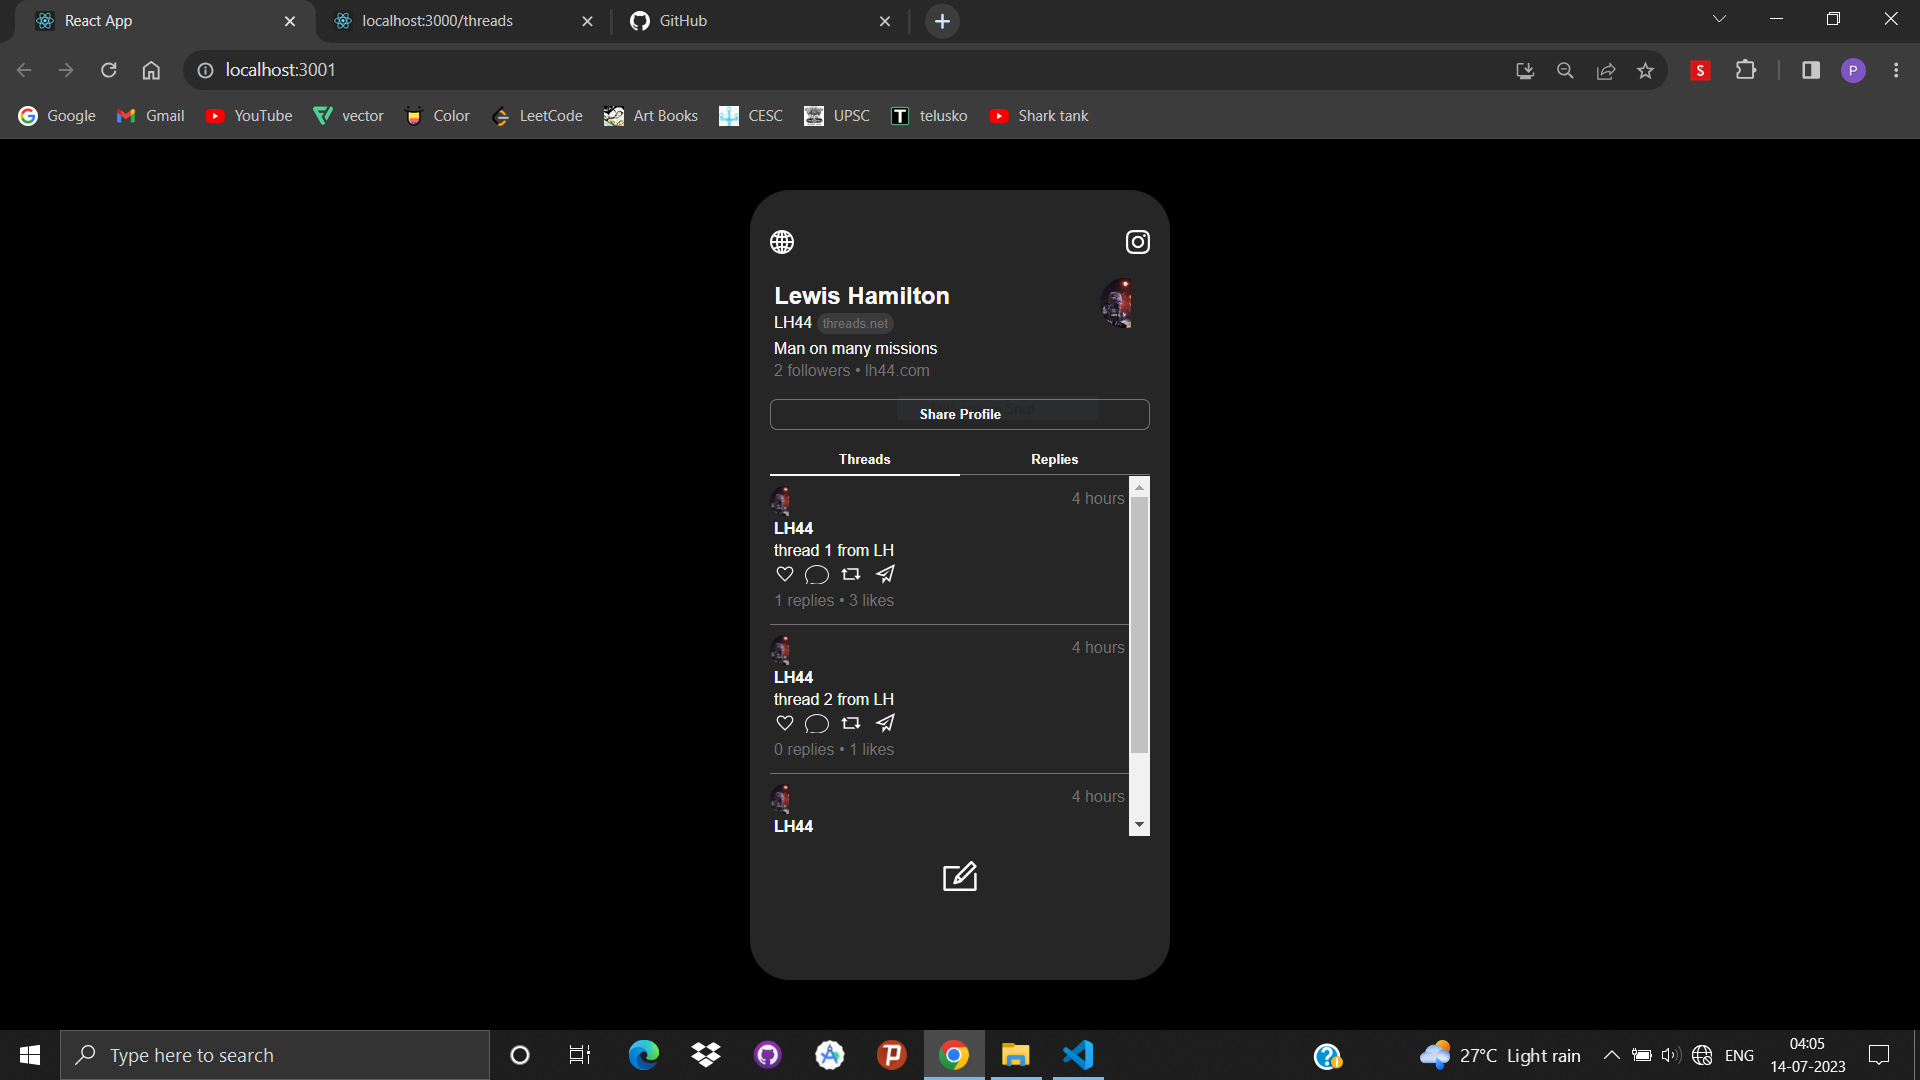 React App
localhost:3000/threads
GitHub
localhost:3001
S
P
Google
Gmail
YouTube
vector
Color
LeetCode
Art Books
CESC
UPSC
T
telusko
Shark tank
Lewis Hamilton
LH44 threads.net
Man on many missions
2 followers • lh44.com
Share Profile
Threads
Replies
4 hours
LH44
thread 1 from LH
1 replies • 3 likes
4 hours
LH44
thread 2 from LH
0 replies • 1 likes
4 hours
LH44
Type here to search
27°C Light rain
ENG
04:05
14-07-2023